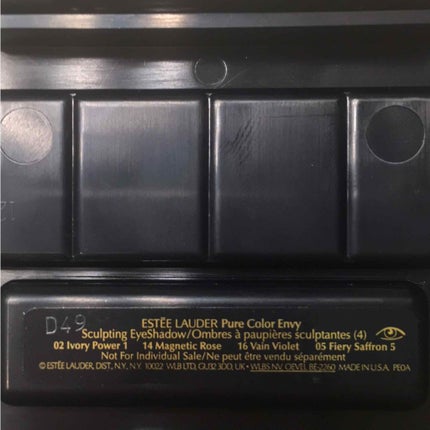 D49
ESTĒE LAUDER Pure Color Envy
Sculpting EyeShadow/Ombres à paupières sculptantes (4)
02 Ivory Power 1 14 Magnetic Rose 16 Vain Violet 05 Fiery Saffron 5
Not For Individual Sale/Ne peut être vendu séparément
© ESTĒE LAUDER, DIST, N.Y., N.Y. 10022 WLB LTD, GU32 3DO, UK • WLBS NV, OEVEL BE-2260 MADE IN U.S.A. PE0A